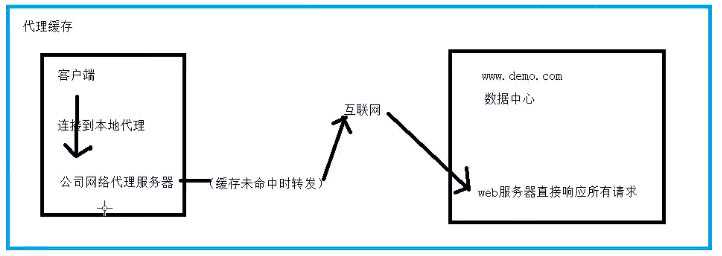 代理缓存
客户端
连接到本地代理
公司网络代理服务器
（缓存未命中时转发）
互联网
www.demo.com
数据中心
web服务器直接响应所有请求